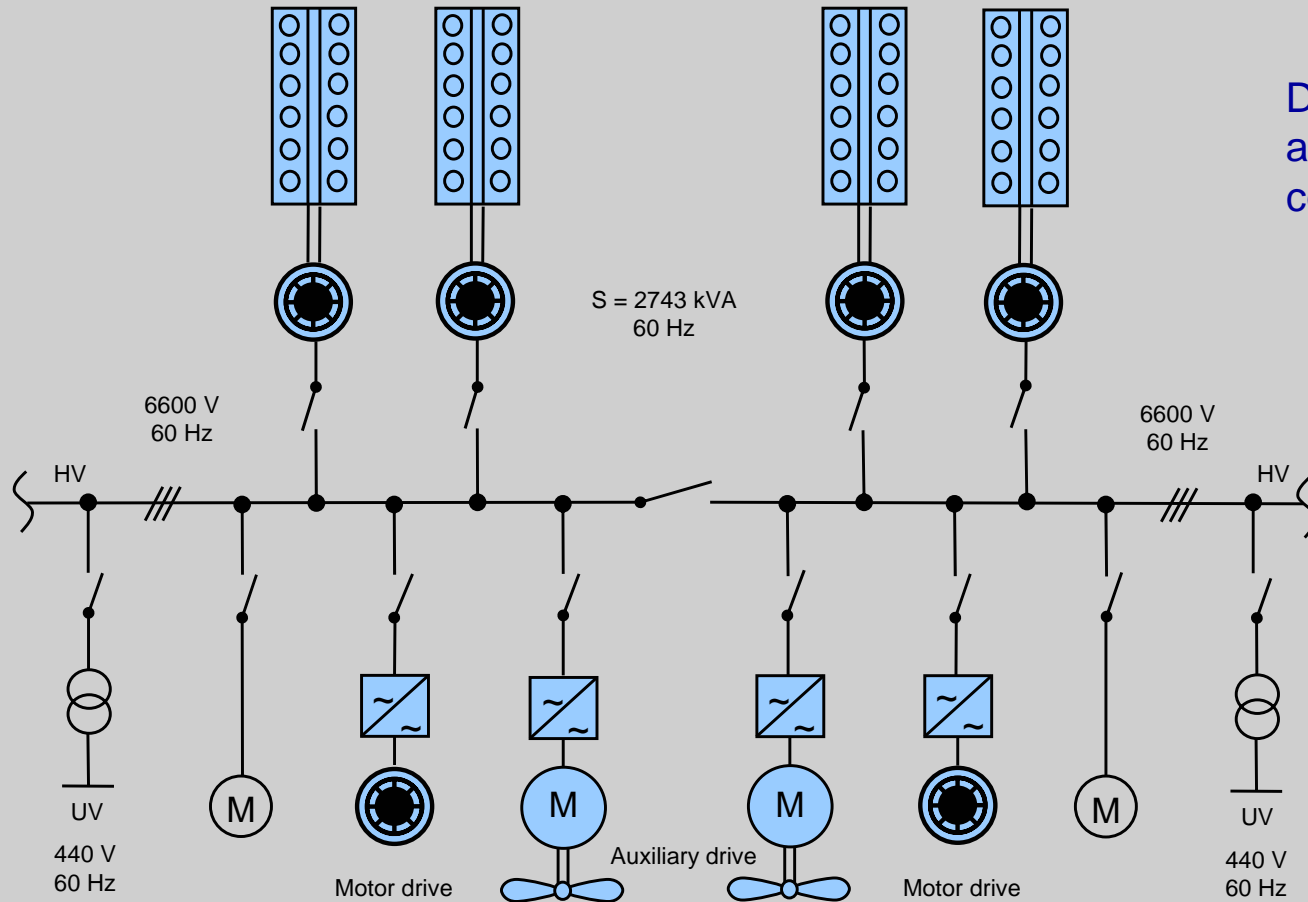 S = 2743 kVA
60 Hz
6600 V
60 Hz
6600 V
60 Hz
HV
HV
~
~
~
~
~
~
~
~
M
M
M
M
UV
UV
440 V
60 Hz
Motor drive
Auxiliary drive
Motor drive
440 V
60 Hz